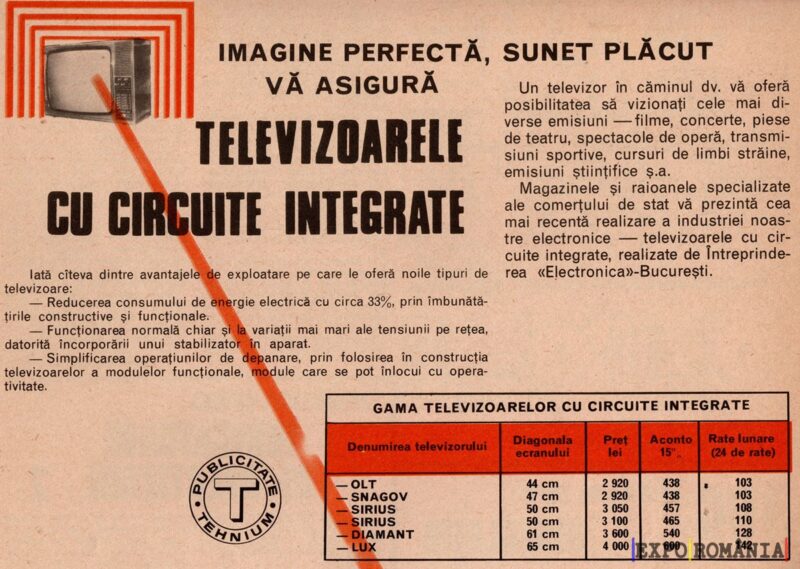 IMAGINE PERFECTĂ, SUNET PLĂCUT
VĂ ASIGURĂ
TELEVIZOARELE
CU CIRCUITE INTEGRATE
Un televizor în căminul dv. vă oferă
posibilitatea să vizionați cele mai di-
verse emisiuni — filme, concerte, piese
de teatru, spectacole de operă, transmi-
siuni sportive, cursuri de limbi străine,
emisiuni științifice ș.a.
Magazinele și raioanele specializate
ale comerțului de stat vă prezintă cea
mai recentă realizare a industriei noas-
tre electronice — televizoarele cu cir-
cuite integrate, realizate de Întreprinde-
rea «Electronica»-București.
Iată cîteva dintre avantajele de exploatare pe care le oferă noile tipuri de
televizoare:
— Reducerea consumului de energie electrică cu circa 33%, prin îmbunătă-
țirile constructive și funcționale.
— Funcționarea normală chiar și la variații mai mari ale tensiunii pe rețea,
datorită încorporării unui stabilizator în aparat.
— Simplificarea operațiunilor de depanare, prin folosirea în construcția
televizoarelor a modulelor funcționale, module care se pot înlocui cu opera-
tivitate.
PUBLICITATE
T
TEHNIUM
GAMA TELEVIZOARELOR CU CIRCUITE INTEGRATE
Denumirea televizorului Diagonala ecranului Preț lei Aconto 15% Rate lunare (24 de rate)
— OLT 44 cm 2 920 438 103
— SNAGOV 47 cm 2 920 438 103
— SIRIUS 50 cm 3 050 457 108
— SIRIUS 50 cm 3 100 465 110
— DIAMANT 61 cm 3 600 540 128
— LUX 65 cm 4 000 142
EXPO ROMANIA